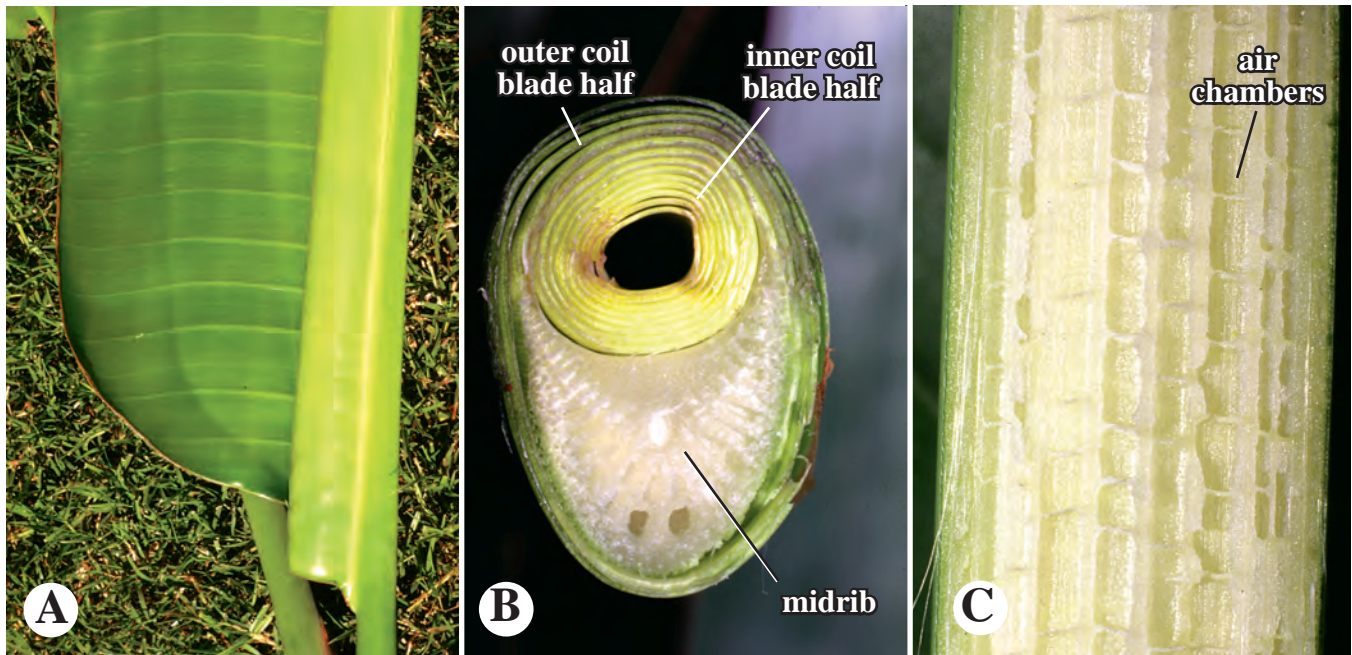 outer coil
blade half
inner coil
blade half
midrib
air
chambers
A
B
C